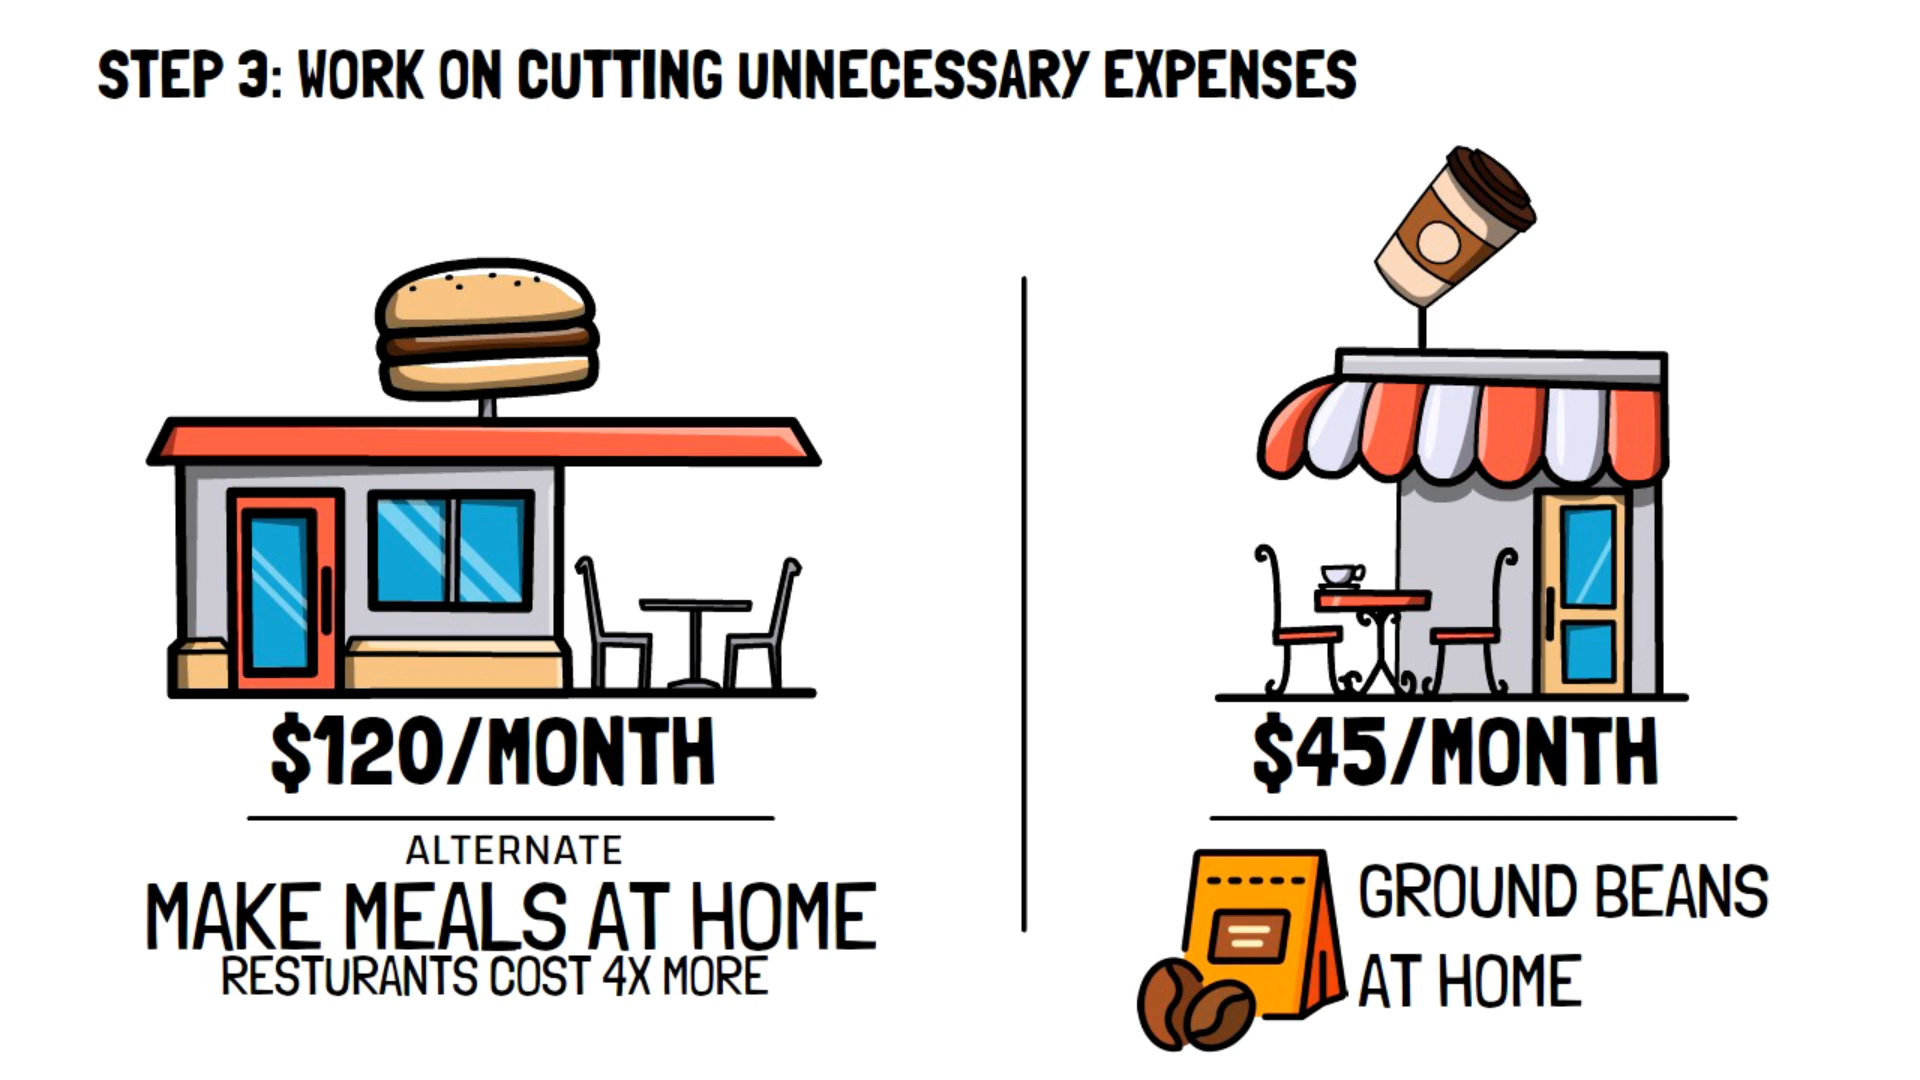 STEP 3: WORK ON CUTTING UNNECESSARY EXPENSES
$120/MONTH
ALTERNATE
MAKE MEALS AT HOME
RESTURANTS COST 4X MORE
$45/MONTH
GROUND BEANS
AT HOME